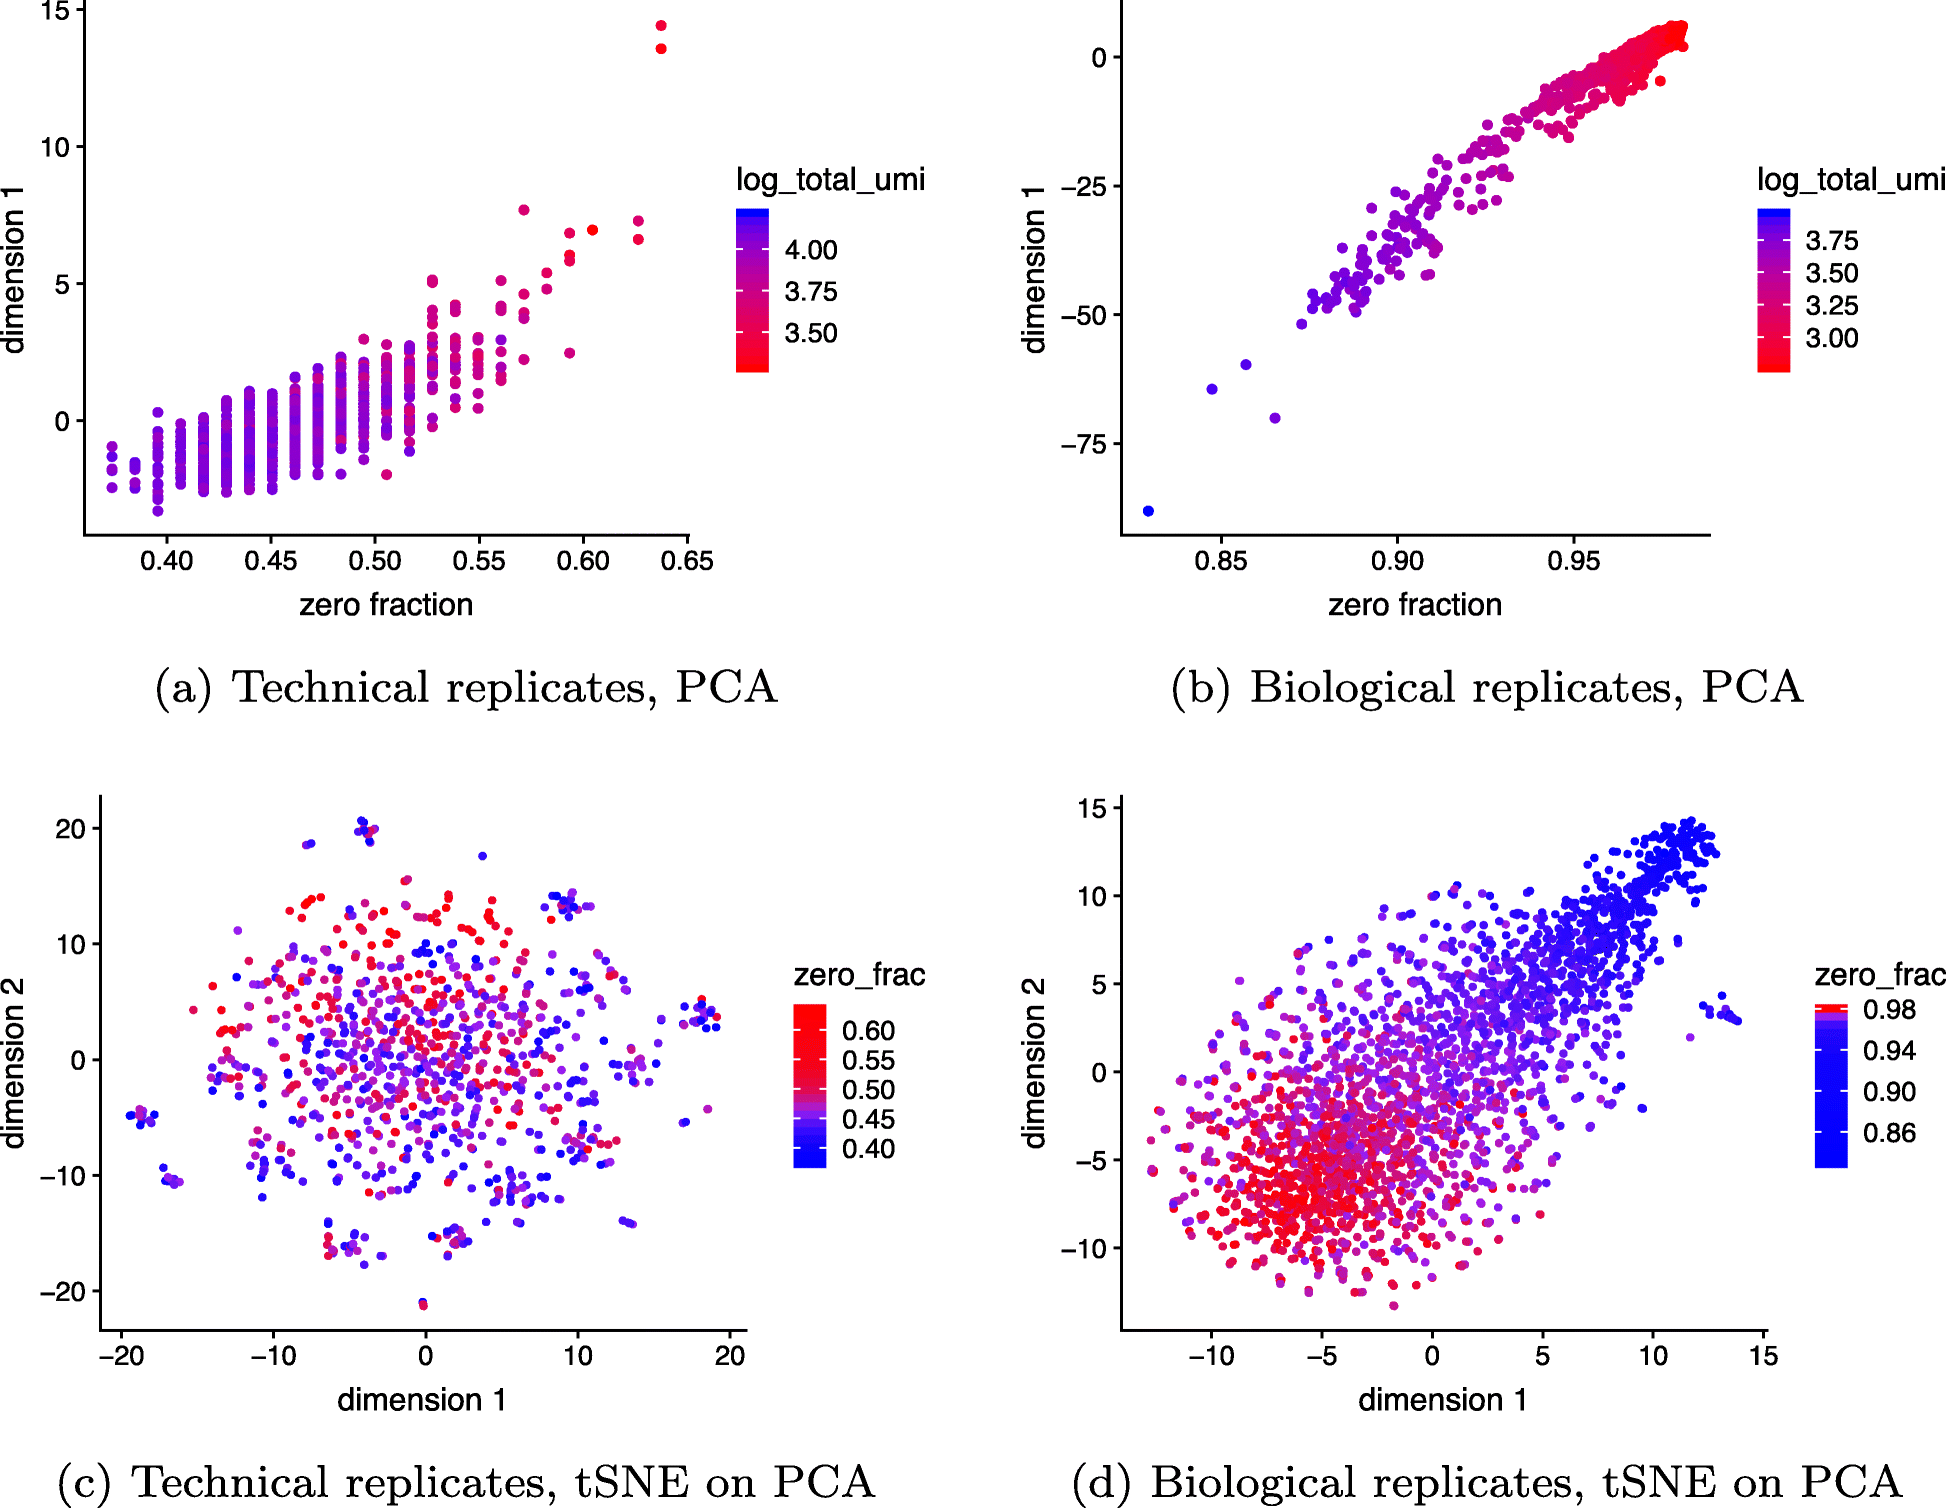 15
10
5
0
dimension 1
0.40 0.45 0.50 0.55 0.60 0.65
zero fraction
log_total_umi
4.00
3.75
3.50
(a) Technical replicates, PCA
0
−25
−50
−75
dimension 1
0.85 0.90 0.95
zero fraction
log_total_umi
3.75
3.50
3.25
3.00
(b) Biological replicates, PCA
20
10
0
−10
−20
dimension 2
−20 −10 0 10 20
dimension 1
zero_frac
0.60
0.55
0.50
0.45
0.40
(c) Technical replicates, tSNE on PCA
15
10
5
0
−5
−10
dimension 2
−10 −5 0 5 10 15
dimension 1
zero_frac
0.98
0.94
0.90
0.86
(d) Biological replicates, tSNE on PCA